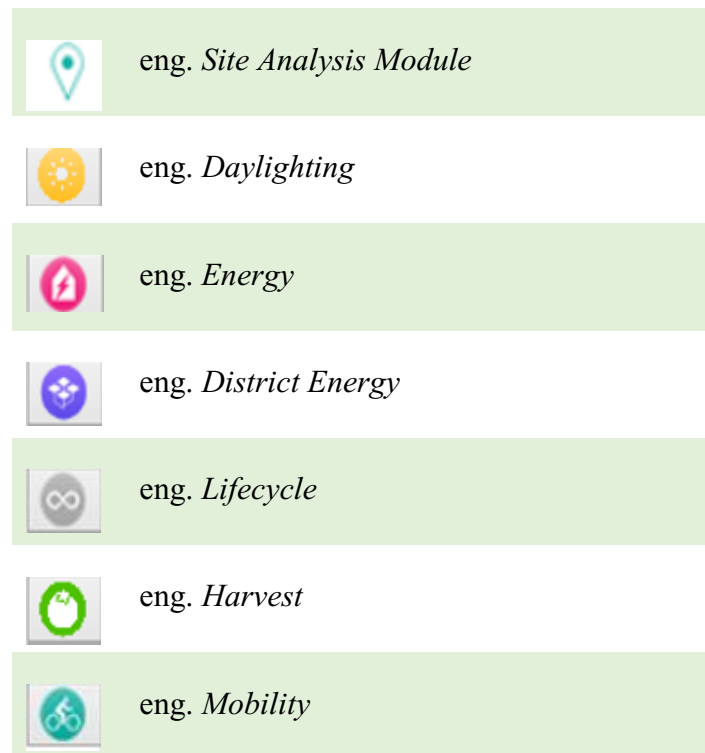 eng. Site Analysis Module
eng. Daylighting
eng. Energy
eng. District Energy
eng. Lifecycle
eng. Harvest
eng. Mobility